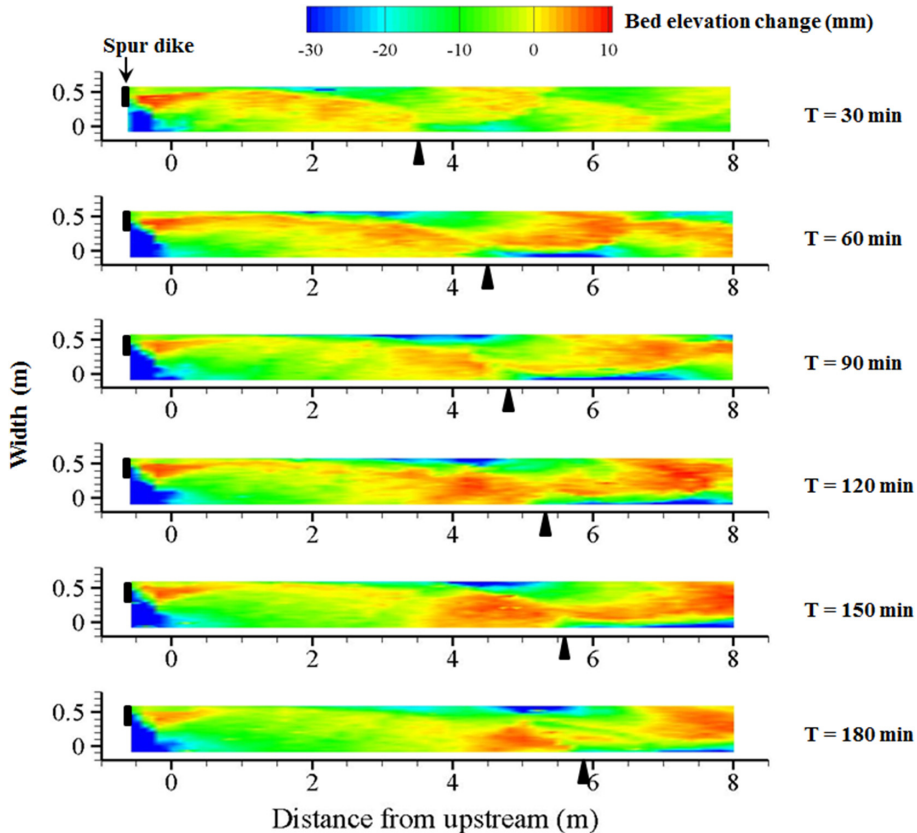 Bed elevation change (mm)
-30 -20 -10 0 10
Spur dike
0.5
0
0 2 4 6 8
T = 30 min
0.5
0
0 2 4 6 8
T = 60 min
0.5
0
0 2 4 6 8
T = 90 min
0.5
0
0 2 4 6 8
T = 120 min
0.5
0
0 2 4 6 8
T = 150 min
0.5
0
0 2 4 6 8
T = 180 min
Width (m)
Distance from upstream (m)